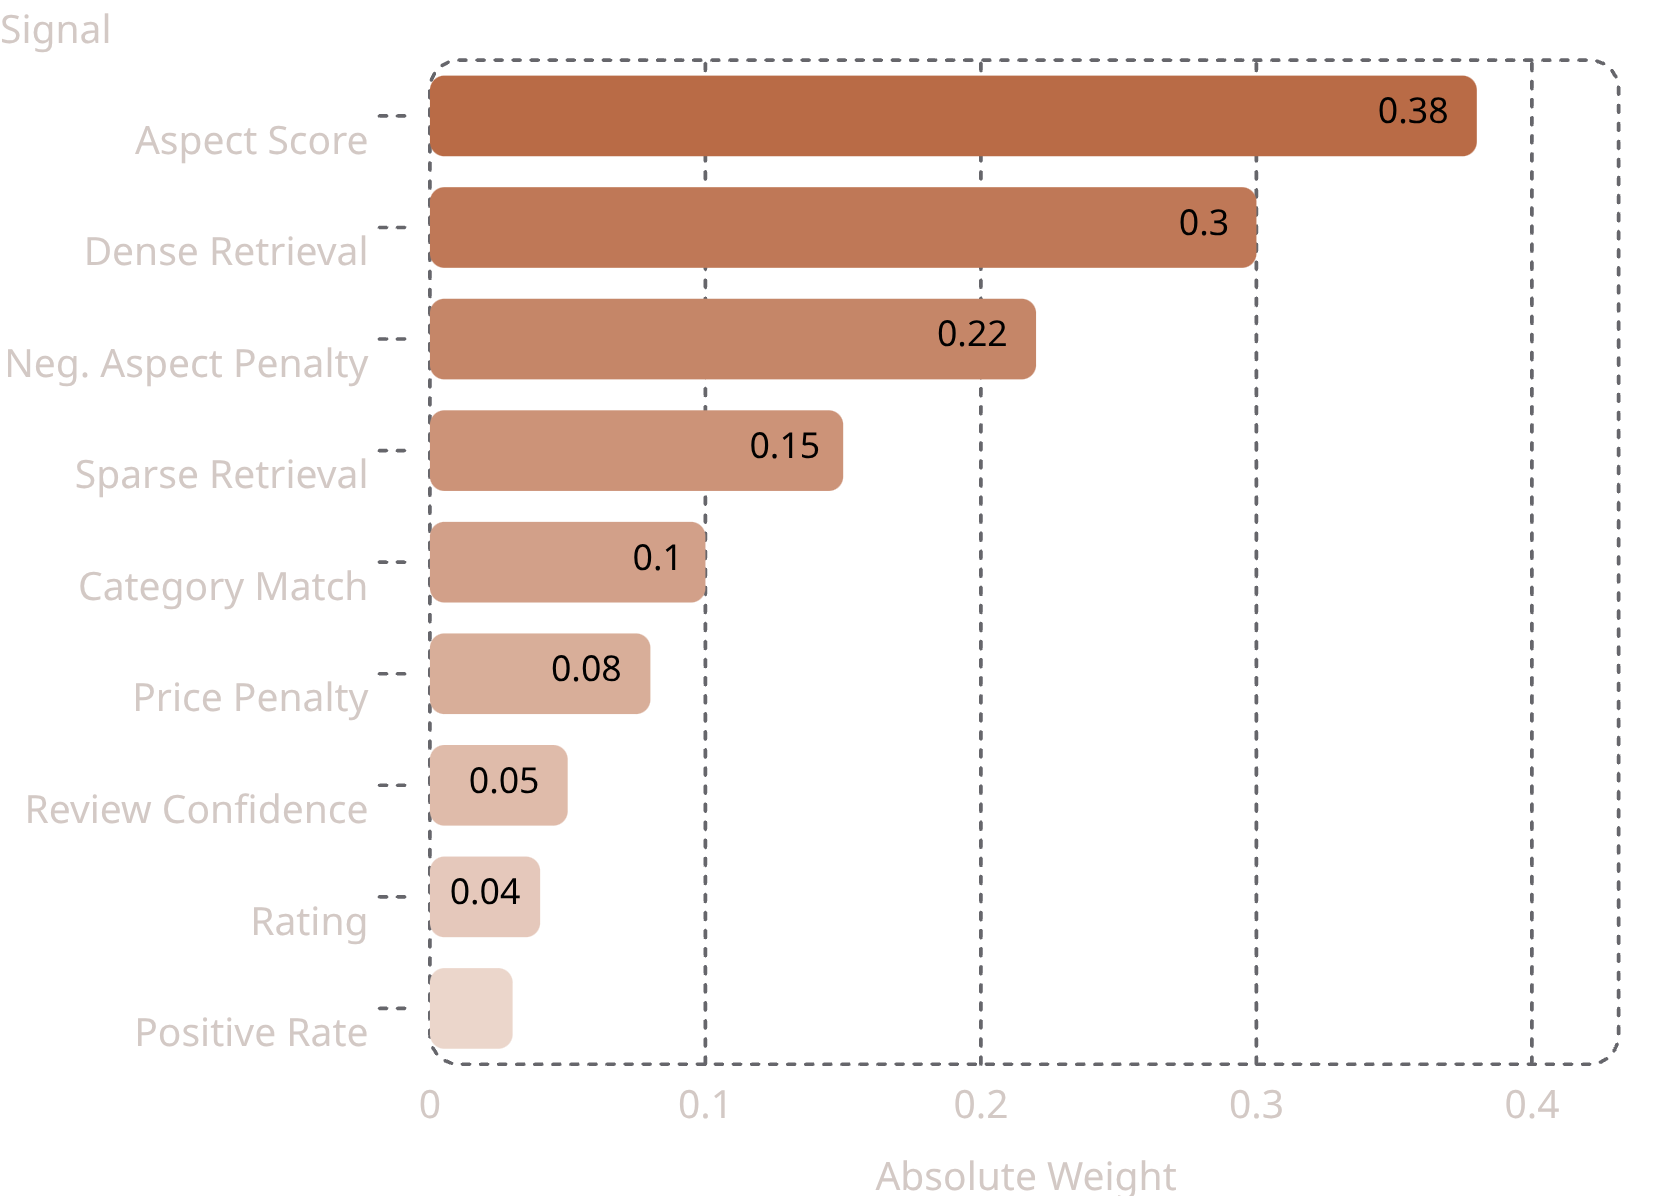 Signal
Aspect Score
0.38
Dense Retrieval
0.3
Neg. Aspect Penalty
0.22
Sparse Retrieval
0.15
Category Match
0.1
Price Penalty
0.08
Review Confidence
0.05
Rating
0.04
Positive Rate
0 0.1 0.2 0.3 0.4
Absolute Weight